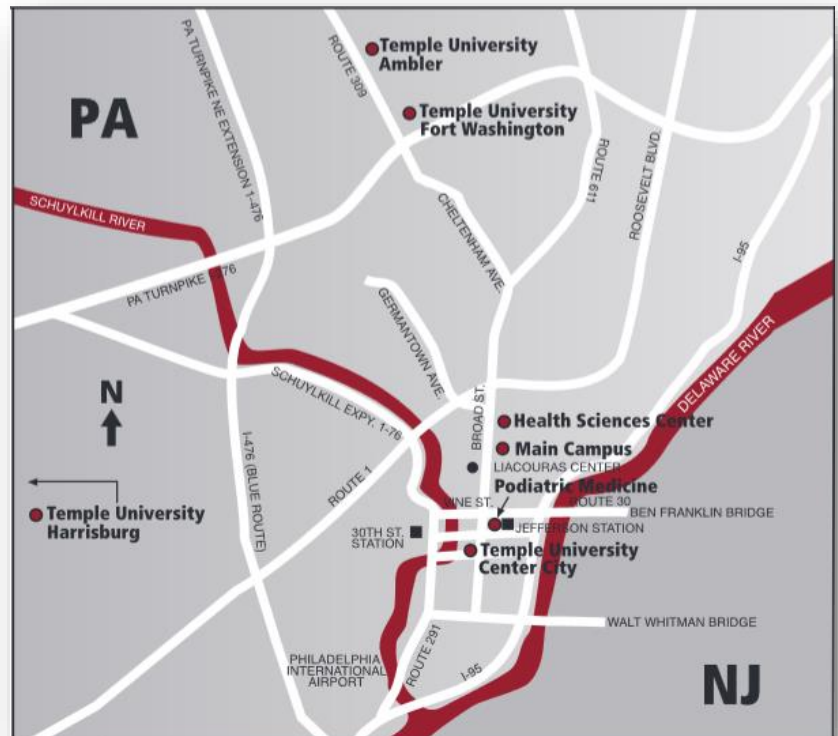 PA TURNPIKE NE EXTENSION 1-476
ROUTE 309
Temple University
Ambler
PA
Temple University
Fort Washington
ROUTE 611
ROOSEVELT BLVD.
SCHUYLKILL RIVER
CHELTENHAM AVE.
I-95
PA TURNPIKE 1-276
GERMANTOWN AVE.
DELAWARE RIVER
N
SCHUYLKILL EXPY. 1-76
BROAD ST.
Health Sciences Center
I-476 (BLUE ROUTE)
ROUTE 1
Main Campus
LIACOURAS CENTER
Podiatric Medicine
VINE ST.
ROUTE 30
BEN FRANKLIN BRIDGE
Temple University
Harrisburg
30TH ST.
STATION
JEFFERSON STATION
Temple University
Center City
WALT WHITMAN BRIDGE
PHILADELPHIA
INTERNATIONAL
AIRPORT
ROUTE 291
I-95
NJ